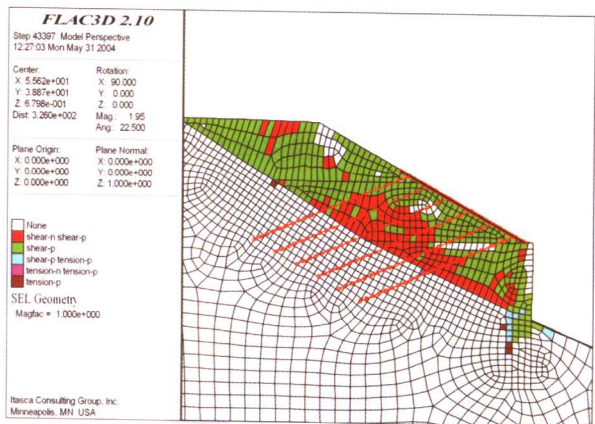 FLAC3D 2.10
Step 43397 Model Perspective
12:27:03 Mon May 31 2004
Center:
X: 5.562e+001
Y: 3.887e+001
Z: 6.798e-001
Dist: 3.260e+002
Rotation:
X: 90.000
Y: 0.000
Z: 0.000
Mag.: 1.95
Ang.: 22.500
Plane Origin:
X: 0.000e+000
Y: 0.000e+000
Z: 0.000e+000
Plane Normal:
X: 0.000e+000
Y: 0.000e+000
Z: 1.000e+000
None
shear-n shear-p
shear-p
shear-p tension-p
tension-n tension-p
tension-p
SEL Geometry
Magfac = 1.000e+000
Itasca Consulting Group, Inc.
Minneapolis, MN USA